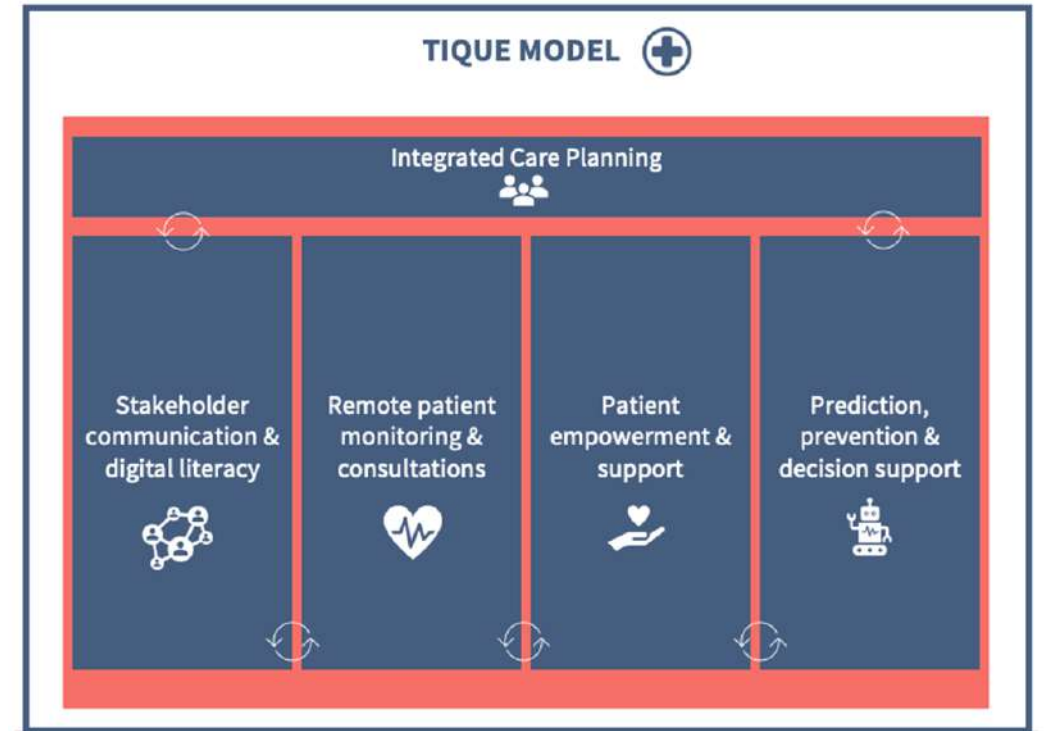 TIQUE MODEL
Integrated Care Planning
Stakeholder
communication &
digital literacy
Remote patient
monitoring &
consultations
Patient
empowerment &
support
Prediction,
prevention &
decision support